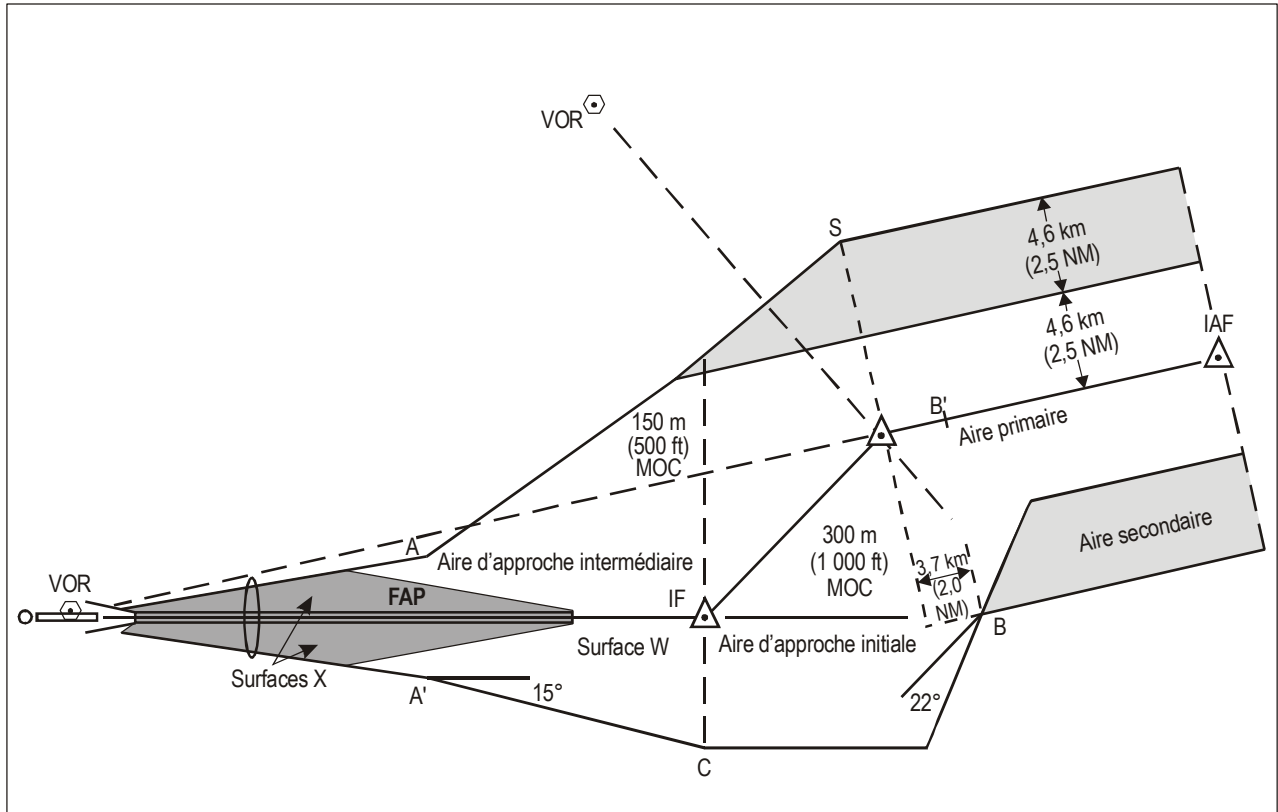 VOR
S
4,6 km
(2,5 NM)
4,6 km
(2,5 NM)
IAF
B'
Aire primaire
150 m
(500 ft)
MOC
A
Aire d'approche intermédiaire
300 m
(1 000 ft)
MOC
Aire secondaire
3,7 km
(2,0
NM)
VOR
FAP
IF
B
Surface W
Aire d'approche initiale
Surfaces X
A'
15°
22°
C